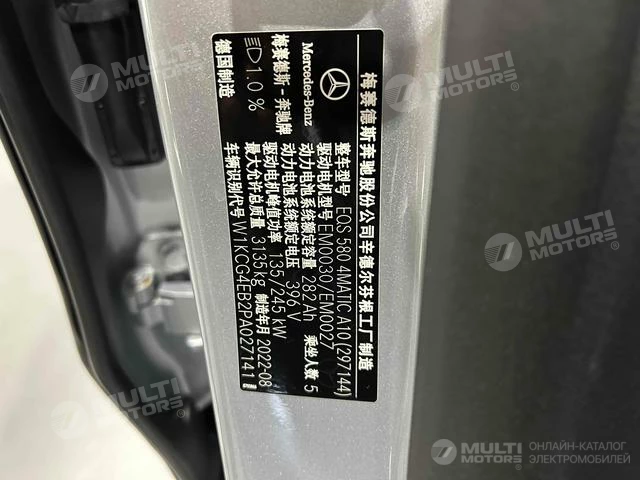 梅赛德斯奔驰股份公司辛德尔芬根工厂制造
Mercedes-Benz
梅赛德斯-奔驰牌
1.0 %
德国制造
整车型号 EQS 580 4MATIC A10 (297144)
驱动电机型号 EM0030/EM0027
动力电池系统额定容量 282Ah 乘坐人数 5
动力电池系统额定电压 396 V
驱动电机峰值功率 135/245 kW
最大允许总质量 3135kg 制造年月 2022-08
车辆识别代号 W1KCG4EB2PA027141
MULTI MOTORS
MULTI MOTORS
MULTI MOTORS
MULTI MOTORS
MULTI MOTORS
MULTI MOTORS
ОНЛАЙН-КАТАЛОГ
ЭЛЕКТРОМОБИЛЕЙ